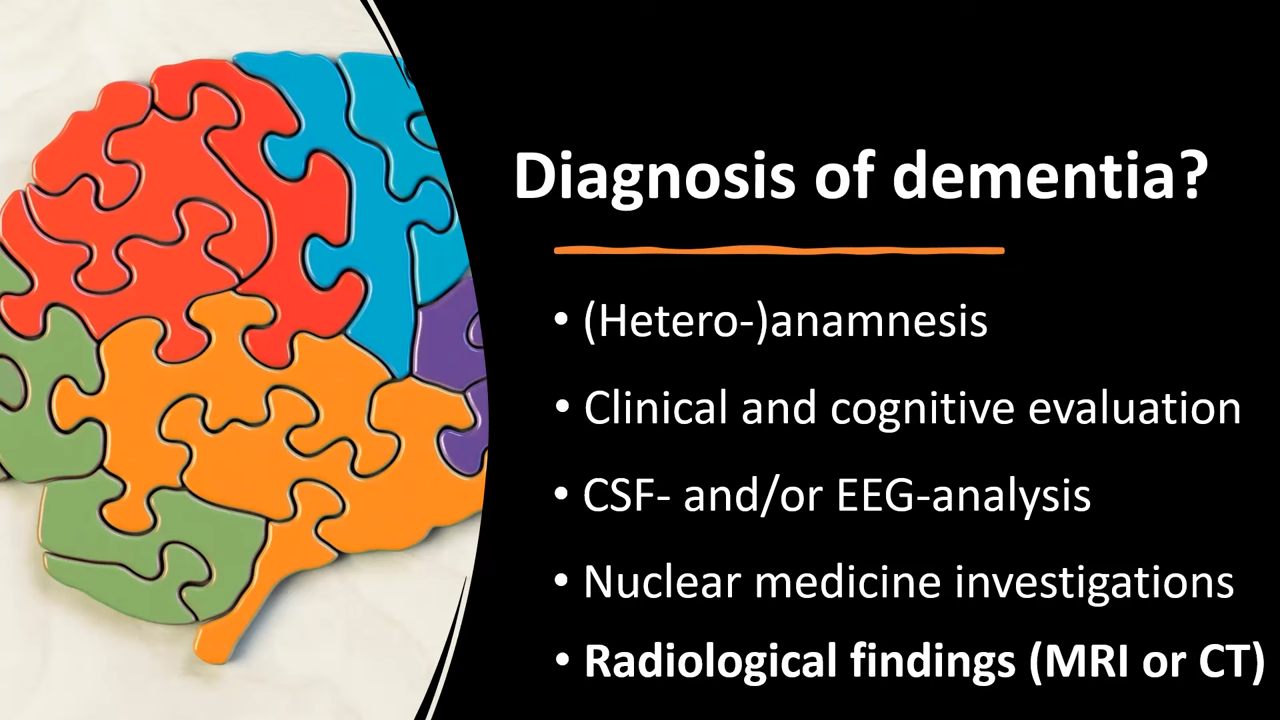 Diagnosis of dementia?
• (Hetero-)anamnesis
• Clinical and cognitive evaluation
• CSF- and/or EEG-analysis
• Nuclear medicine investigations
• Radiological findings (MRI or CT)